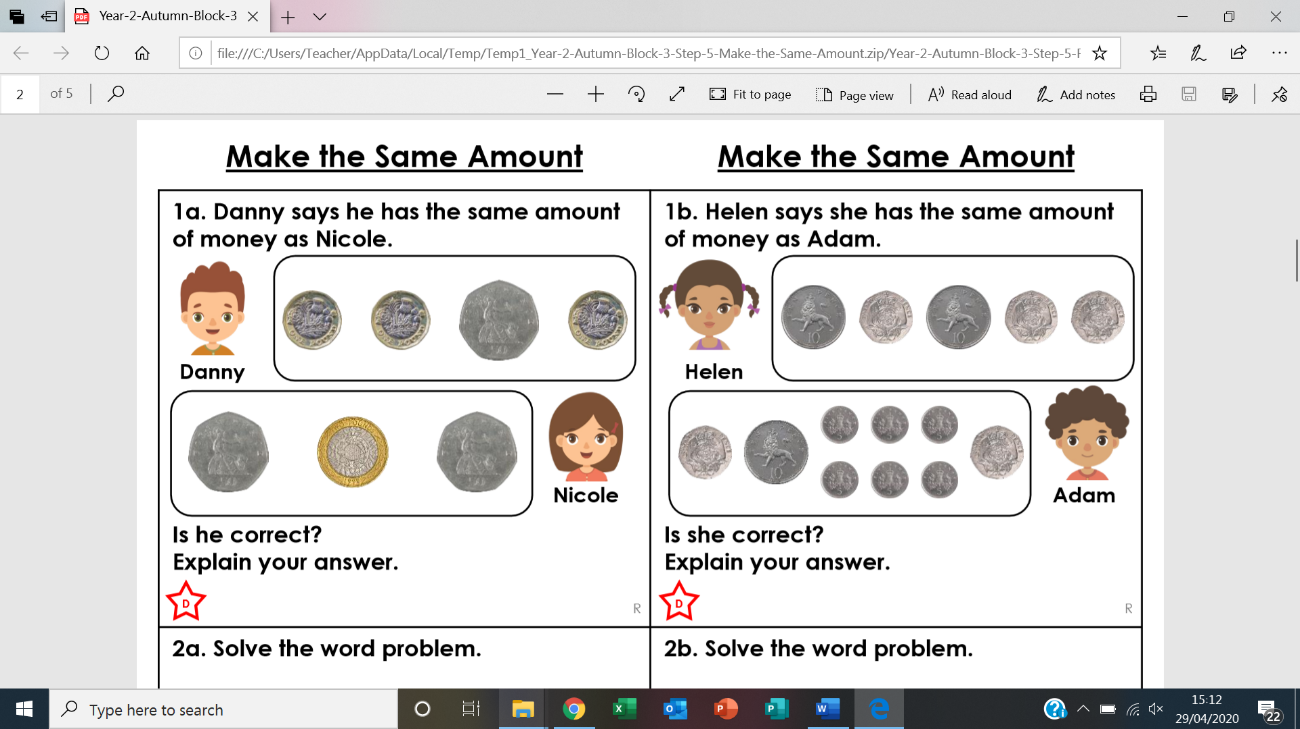 Year-2-Autumn-Block-3
file:///C:/Users/Teacher/AppData/Local/Temp/Temp1_Year-2-Autumn-Block-3-Step-5-Make-the-Same-Amount.zip/Year-2-Autumn-Block-3-Step-5-F
2 of 5
Fit to page
Page view
Read aloud
Add notes
Make the Same Amount
1a. Danny says he has the same amount
of money as Nicole.
Danny
Nicole
Is he correct?
Explain your answer.
D
R
2a. Solve the word problem.
Make the Same Amount
1b. Helen says she has the same amount
of money as Adam.
10
10
Helen
10
Adam
Is she correct?
Explain your answer.
D
R
2b. Solve the word problem.
Type here to search
15:12
29/04/2020
22